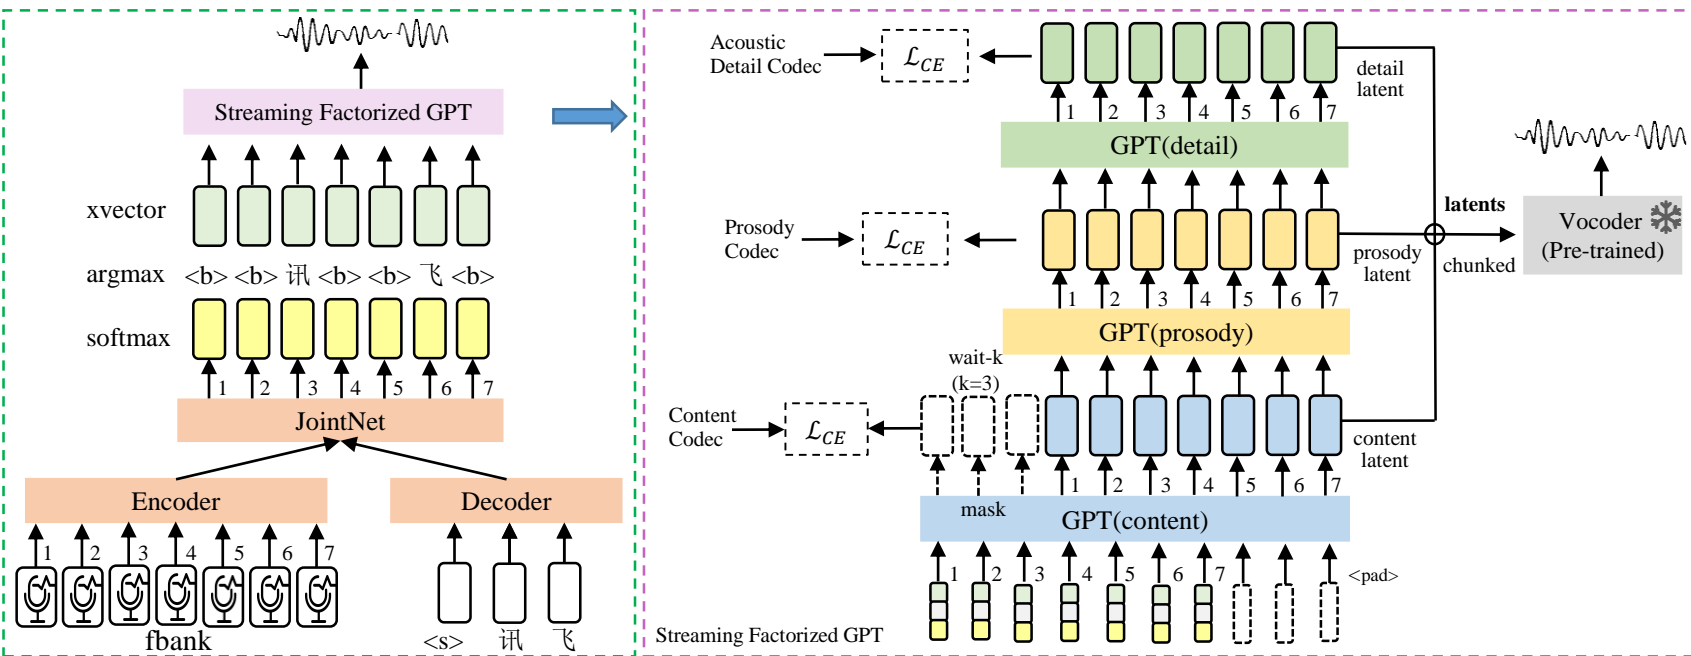 Streaming Factorized GPT
xvector
argmax <b> <b> 讯 <b> <b> 飞 <b>
softmax
1 2 3 4 5 6 7
JointNet
Encoder
Decoder
1 2 3 4 5 6 7
fbank
<s> 讯 飞
Acoustic
Detail Codec
ℒCE
detail
latent
1 2 3 4 5 6 7
GPT(detail)
Prosody
Codec
ℒCE
prosody
latent
latents
chunked
Vocoder
(Pre-trained)
1 2 3 4 5 6 7
GPT(prosody)
wait-k
(k=3)
Content
Codec
ℒCE
content
latent
mask
1 2 3 4 5 6 7
GPT(content)
1 2 3 4 5 6 7
<pad>
Streaming Factorized GPT